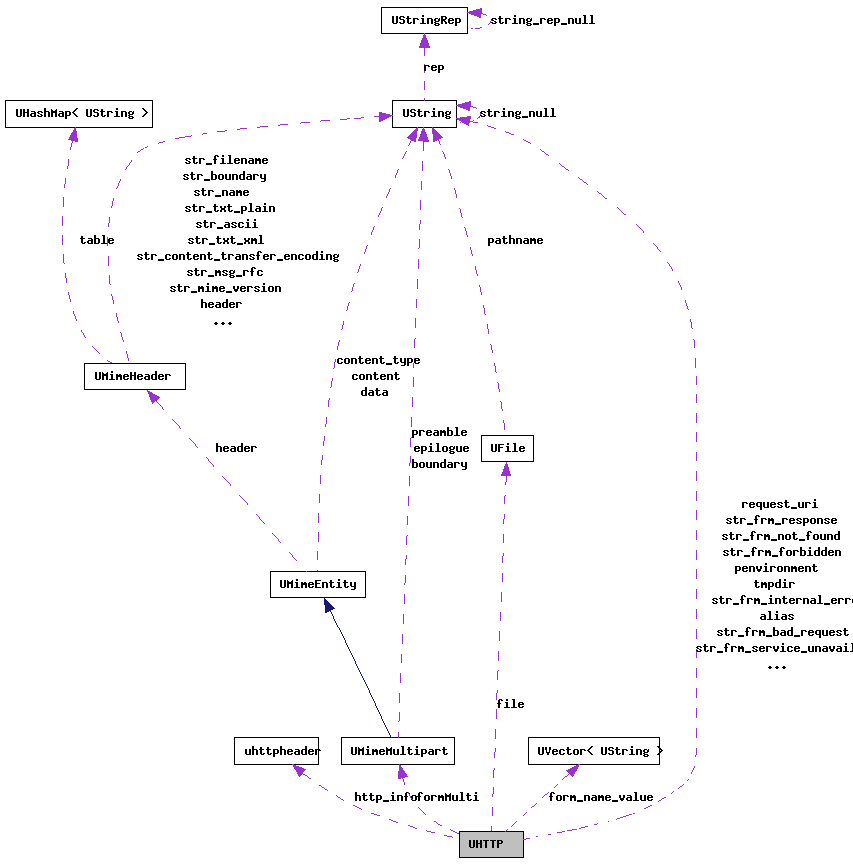 UStringRep
string_rep_null
rep
UHashMap< UString >
UString
string_null
str_filename
str_boundary
str_name
str_txt_plain
str_ascii
str_txt_xml
str_content_transfer_encoding
str_msg_rfc
str_mime_version
header
...
table
pathname
UMimeHeader
content_type
content
data
header
preamble
epilogue
boundary
UFile
request_uri
str_frm_response
str_frm_not_found
str_frm_forbidden
penvironment
tmpdir
str_frm_internal_erro
alias
str_frm_bad_request
str_frm_service_unavail
...
UMimeEntity
file
uhttpheader
UMimeMultipart
UVector< UString >
http_info
formMulti
form_name_value
UHTTP